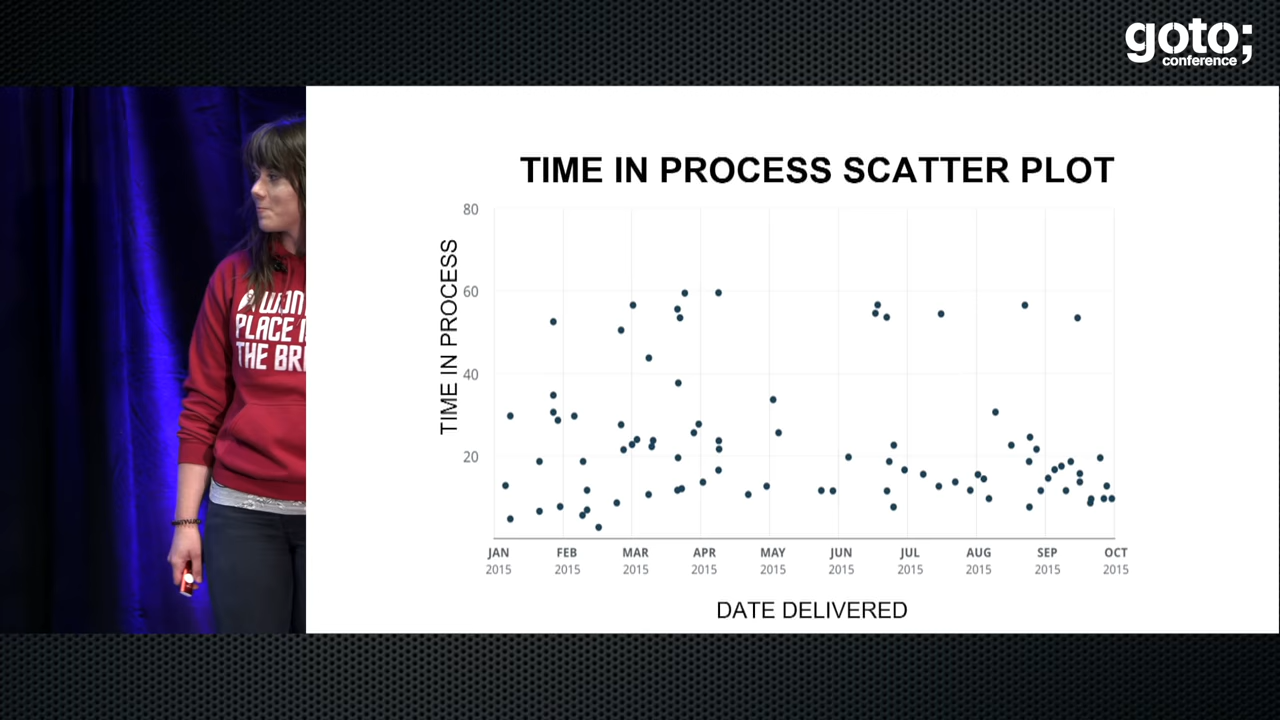 goto;
conference
TIME IN PROCESS SCATTER PLOT
80
60
40
20
TIME IN PROCESS
JAN FEB MAR APR MAY JUN JUL AUG SEP OCT
2015 2015 2015 2015 2015 2015 2015 2015 2015 2015
DATE DELIVERED
PLACE
THE